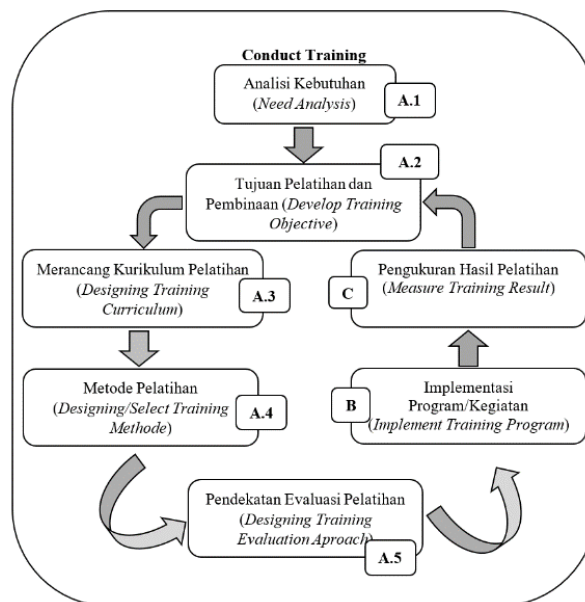 Conduct Training
Analisi Kebutuhan
(Need Analysis)
A.1
A.2
Tujuan Pelatihan dan
Pembinaan (Develop Training
Objective)
Merancang Kurikulum Pelatihan
(Designing Training
Curriculum)
A.3
Pengukuran Hasil Pelatihan
(Measure Training Result)
C
Metode Pelatihan
(Designing/Select Training
Methode)
A.4
Implementasi
Program/Kegiatan
(Implement Training Program)
B
Pendekatan Evaluasi Pelatihan
(Designing Training
Evaluation Aproach)
A.5